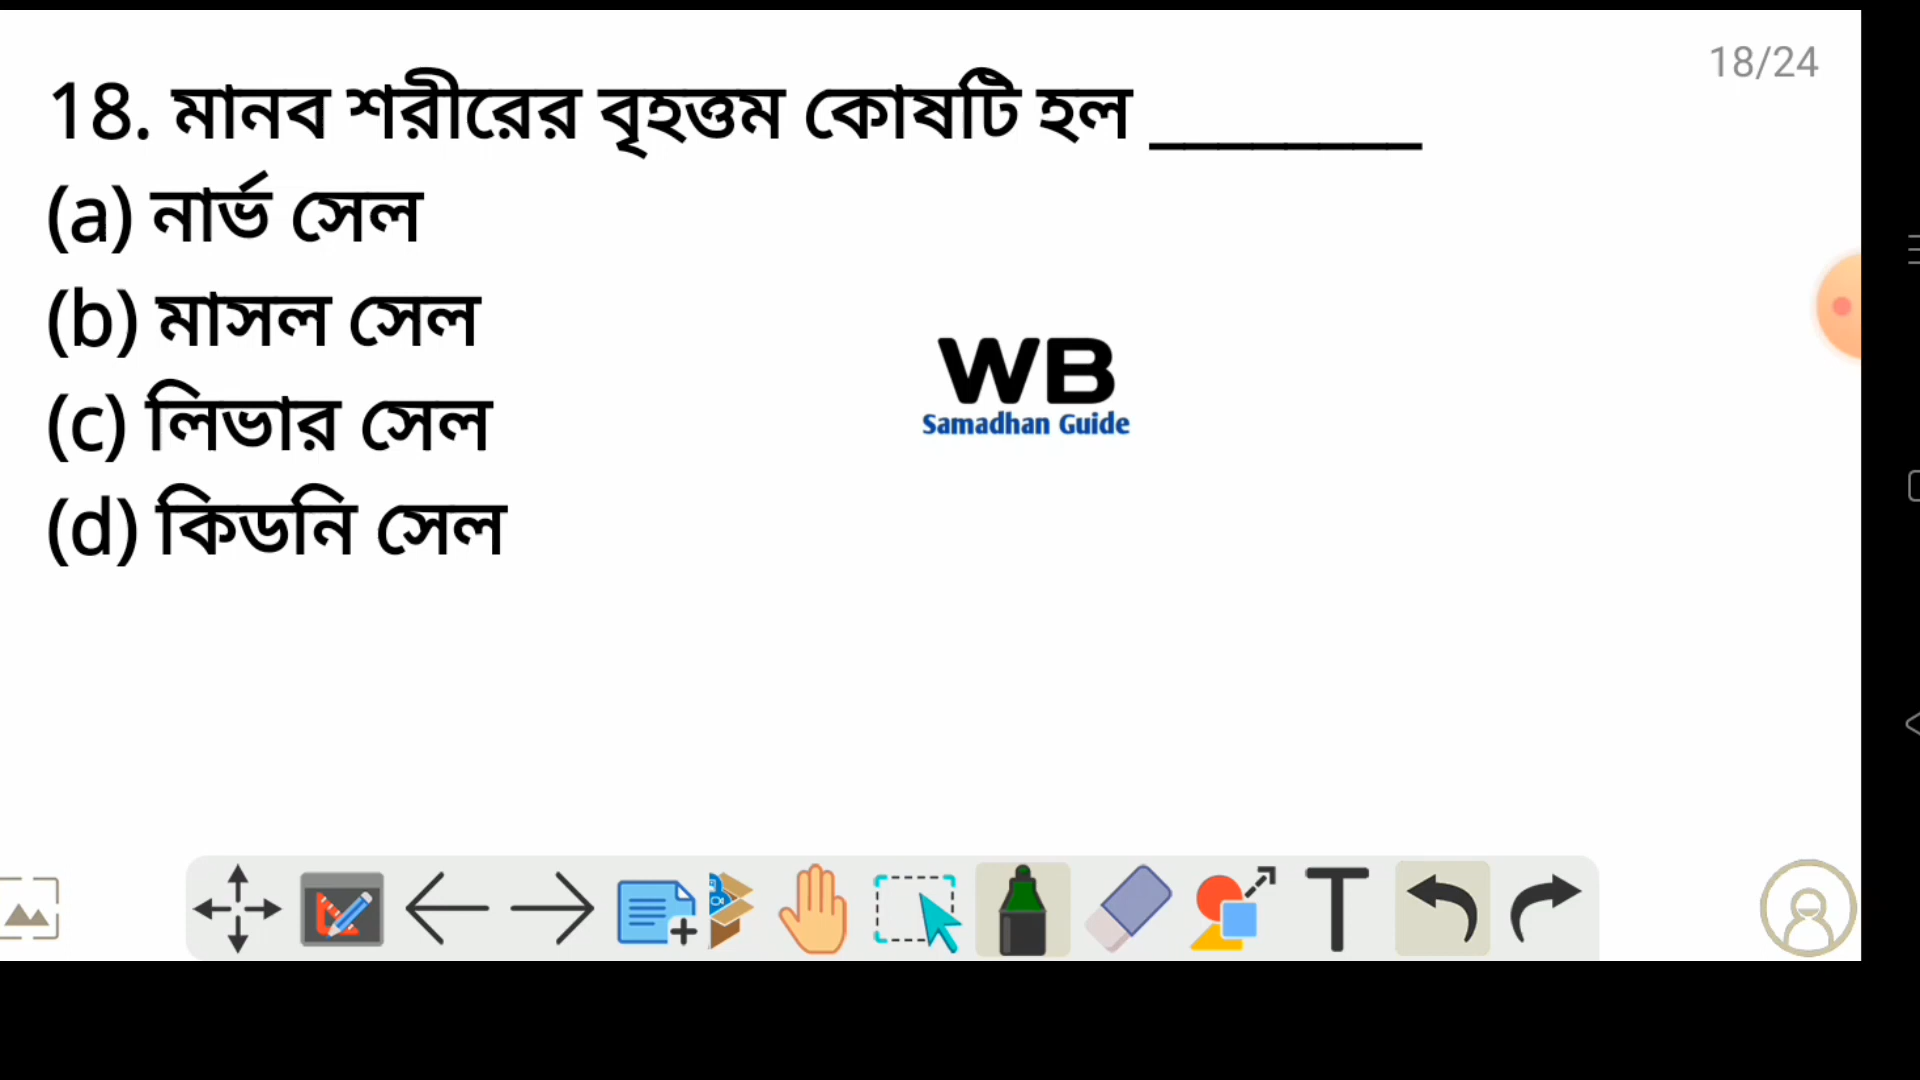 18/24
18. মানব শরীরের বৃহত্তম কোষটি হল ________
(a) নার্ভ সেল
(b) মাসল সেল
(c) লিভার সেল
(d) কিডনি সেল
WB
Samadhan Guide